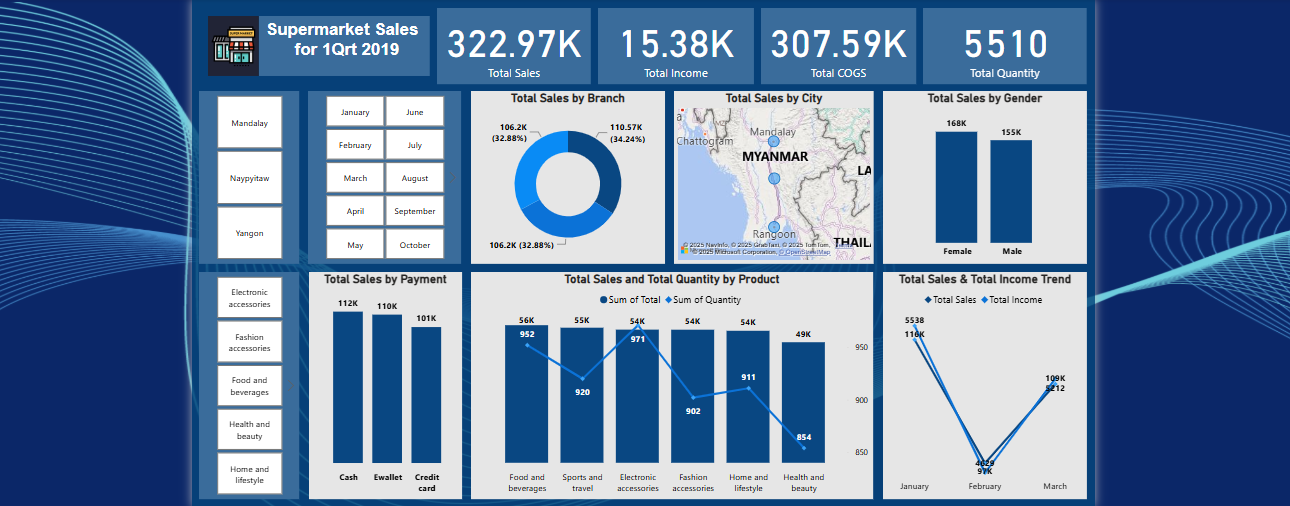 Supermarket Sales
for 1Qrt 2019
322.97K
Total Sales
15.38K
Total Income
307.59K
Total COGS
5510
Total Quantity
Mandalay
Naypyitaw
Yangon
January
June
February
July
March
August
April
September
May
October
Total Sales by Branch
106.2K
(32.88%)
110.57K
(34.24%)
106.2K (32.88%)
Total Sales by City
a
Chattogram
Mandalay
MYANMAR
LA
Rangoon
THAIL
© 2025 NavInfo, © 2025 GrafTani, © 2025 TomTom,
© 2025 Microsoft Corporation, © OpenStreetMap
Total Sales by Gender
168K
155K
Female
Male
Electronic
accessories
Fashion
accessories
Food and
beverages
Health and
beauty
Home and
lifestyle
Total Sales by Payment
112K
110K
101K
Cash
Ewallet
Credit
card
Total Sales and Total Quantity by Product
Sum of Total
Sum of Quantity
56K
55K
54K
54K
54K
49K
952
920
971
902
911
854
950
900
850
Food and
beverages
Sports and
travel
Electronic
accessories
Fashion
accessories
Home and
lifestyle
Health and
beauty
Total Sales & Total Income Trend
Total Sales
Total Income
5538
116K
4629
97K
109K
5212
January
February
March